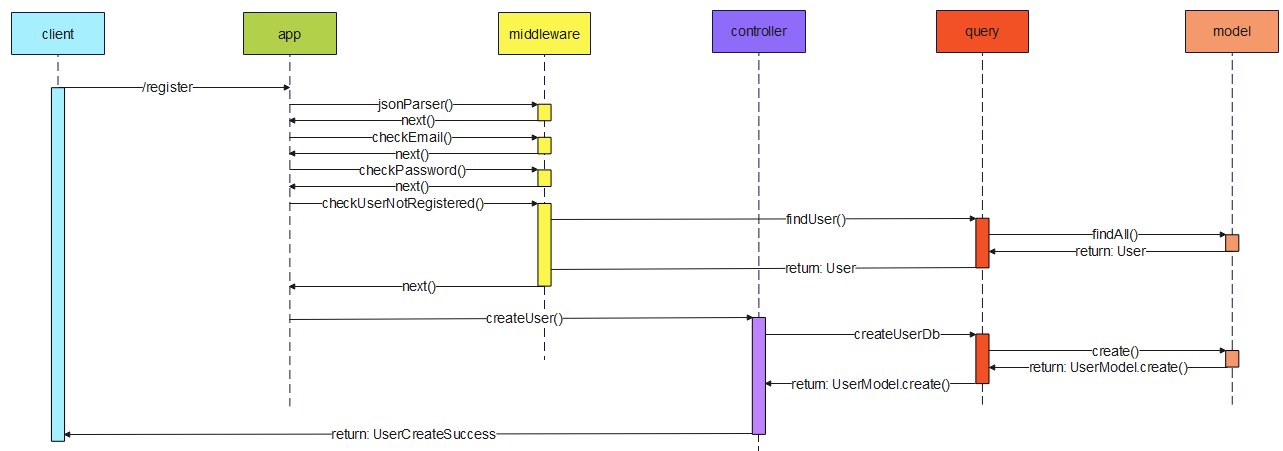 client
app
middleware
controller
query
model
/register
jsonParser()
next()
checkEmail()
next()
checkPassword()
next()
checkUserNotRegistered()
findUser()
findAll()
return: User
return: User
next()
createUser()
createUserDb
create()
return: UserModel.create()
return: UserModel.create()
return: UserCreateSuccess